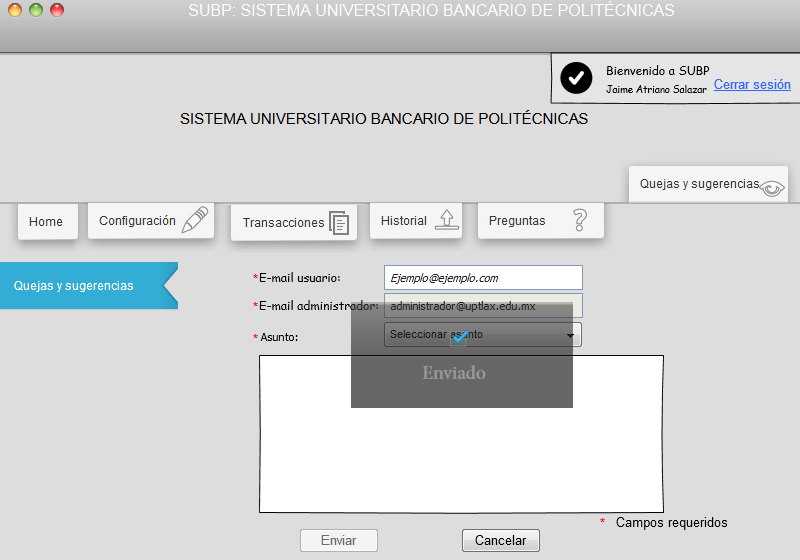 SUBP: SISTEMA UNIVERSITARIO BANCARIO DE POLITÉCNICAS
Bienvenido a SUBP
Jaime Atriano Salazar Cerrar sesión
SISTEMA UNIVERSITARIO BANCARIO DE POLITÉCNICAS
Quejas y sugerencias
Home Configuración Transacciones Historial Preguntas
Quejas y sugerencias
*E-mail usuario: Ejemplo@ejemplo.com
*E-mail administrador: administrador@uptlax.edu.mx
*Asunto: Seleccionar asunto
Enviado
* Campos requeridos
Enviar Cancelar